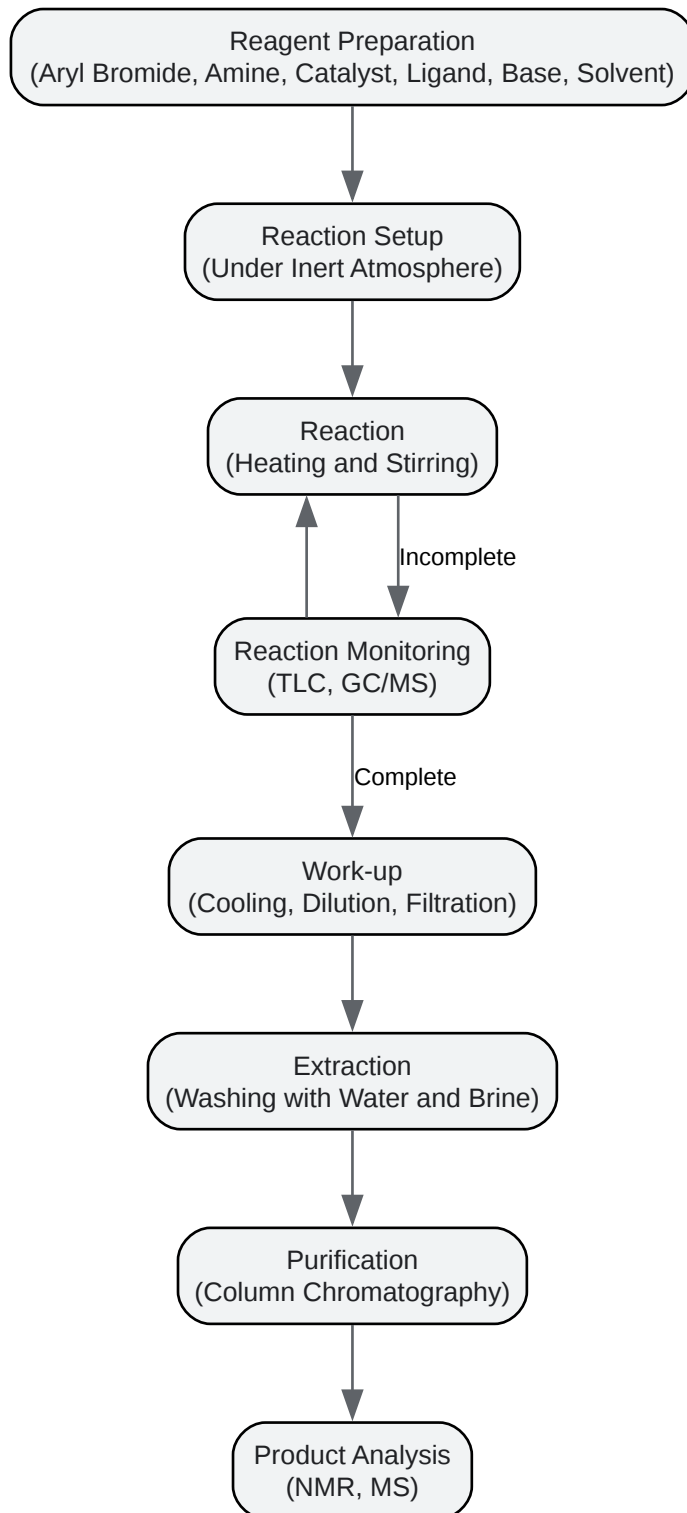 Reagent Preparation
(Aryl Bromide, Amine, Catalyst, Ligand, Base, Solvent)
Reaction Setup
(Under Inert Atmosphere)
Reaction
(Heating and Stirring)
Incomplete
Reaction Monitoring
(TLC, GC/MS)
Complete
Work-up
(Cooling, Dilution, Filtration)
Extraction
(Washing with Water and Brine)
Purification
(Column Chromatography)
Product Analysis
(NMR, MS)